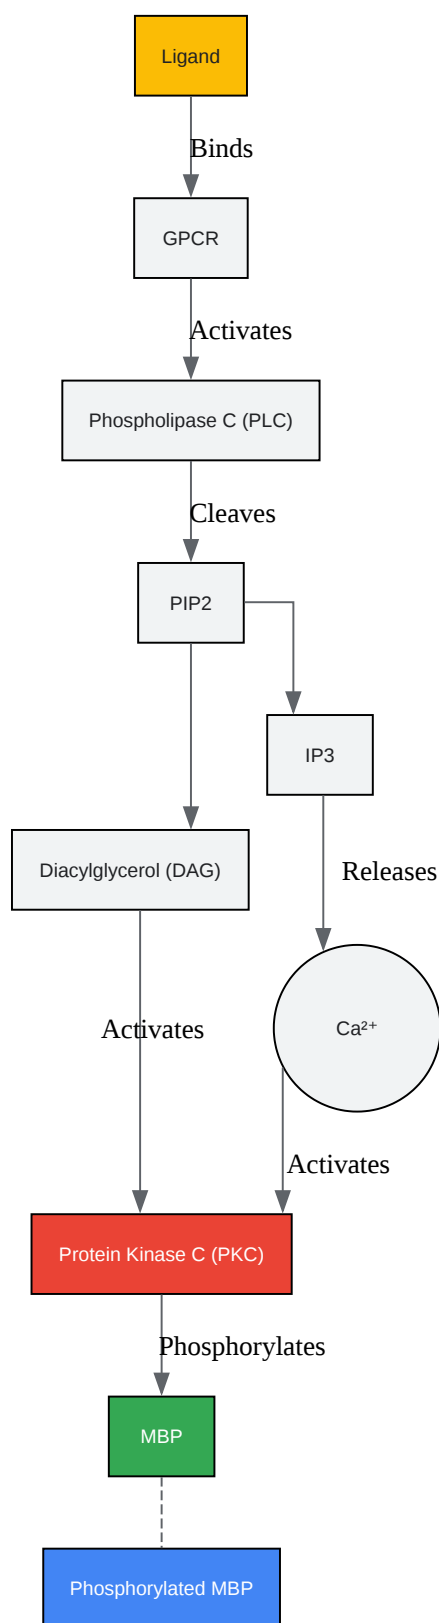 Ligand
Binds
GPCR
Activates
Phospholipase C (PLC)
Cleaves
PIP2
IP3
Diacylglycerol (DAG)
Releases
Ca²⁺
Activates
Activates
Protein Kinase C (PKC)
Phosphorylates
MBP
Phosphorylated MBP